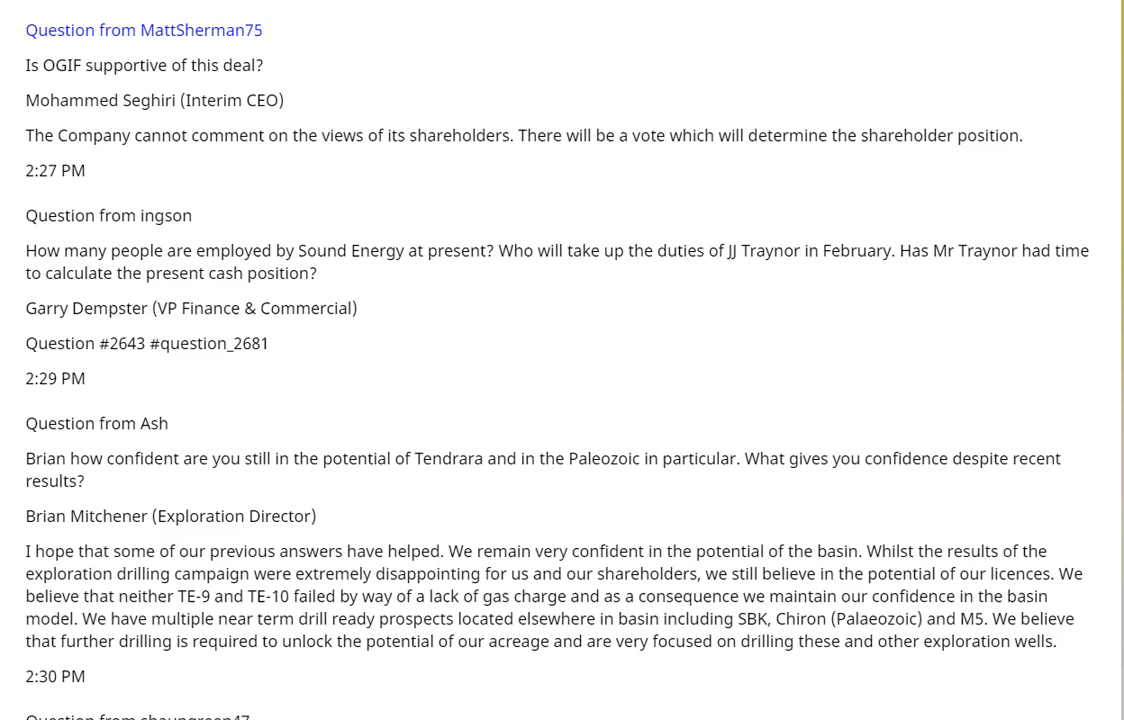 Question from MattSherman75
Is OGIF supportive of this deal?
Mohammed Seghiri (Interim CEO)
The Company cannot comment on the views of its shareholders. There will be a vote which will determine the shareholder position.
2:27 PM
Question from ingson
How many people are employed by Sound Energy at present? Who will take up the duties of JJ Traynor in February. Has Mr Traynor had time
to calculate the present cash position?
Garry Dempster (VP Finance & Commercial)
Question #2643 #question_2681
2:29 PM
Question from Ash
Brian how confident are you still in the potential of Tendrara and in the Paleozoic in particular. What gives you confidence despite recent
results?
Brian Mitchener (Exploration Director)
I hope that some of our previous answers have helped. We remain very confident in the potential of the basin. Whilst the results of the
exploration drilling campaign were extremely disappointing for us and our shareholders, we still believe in the potential of our licences. We
believe that neither TE-9 and TE-10 failed by way of a lack of gas charge and as a consequence we maintain our confidence in the basin
model. We have multiple near term drill ready prospects located elsewhere in basin including SBK, Chiron (Palaeozoic) and M5. We believe
that further drilling is required to unlock the potential of our acreage and are very focused on drilling these and other exploration wells.
2:30 PM
Question from shaungreen47